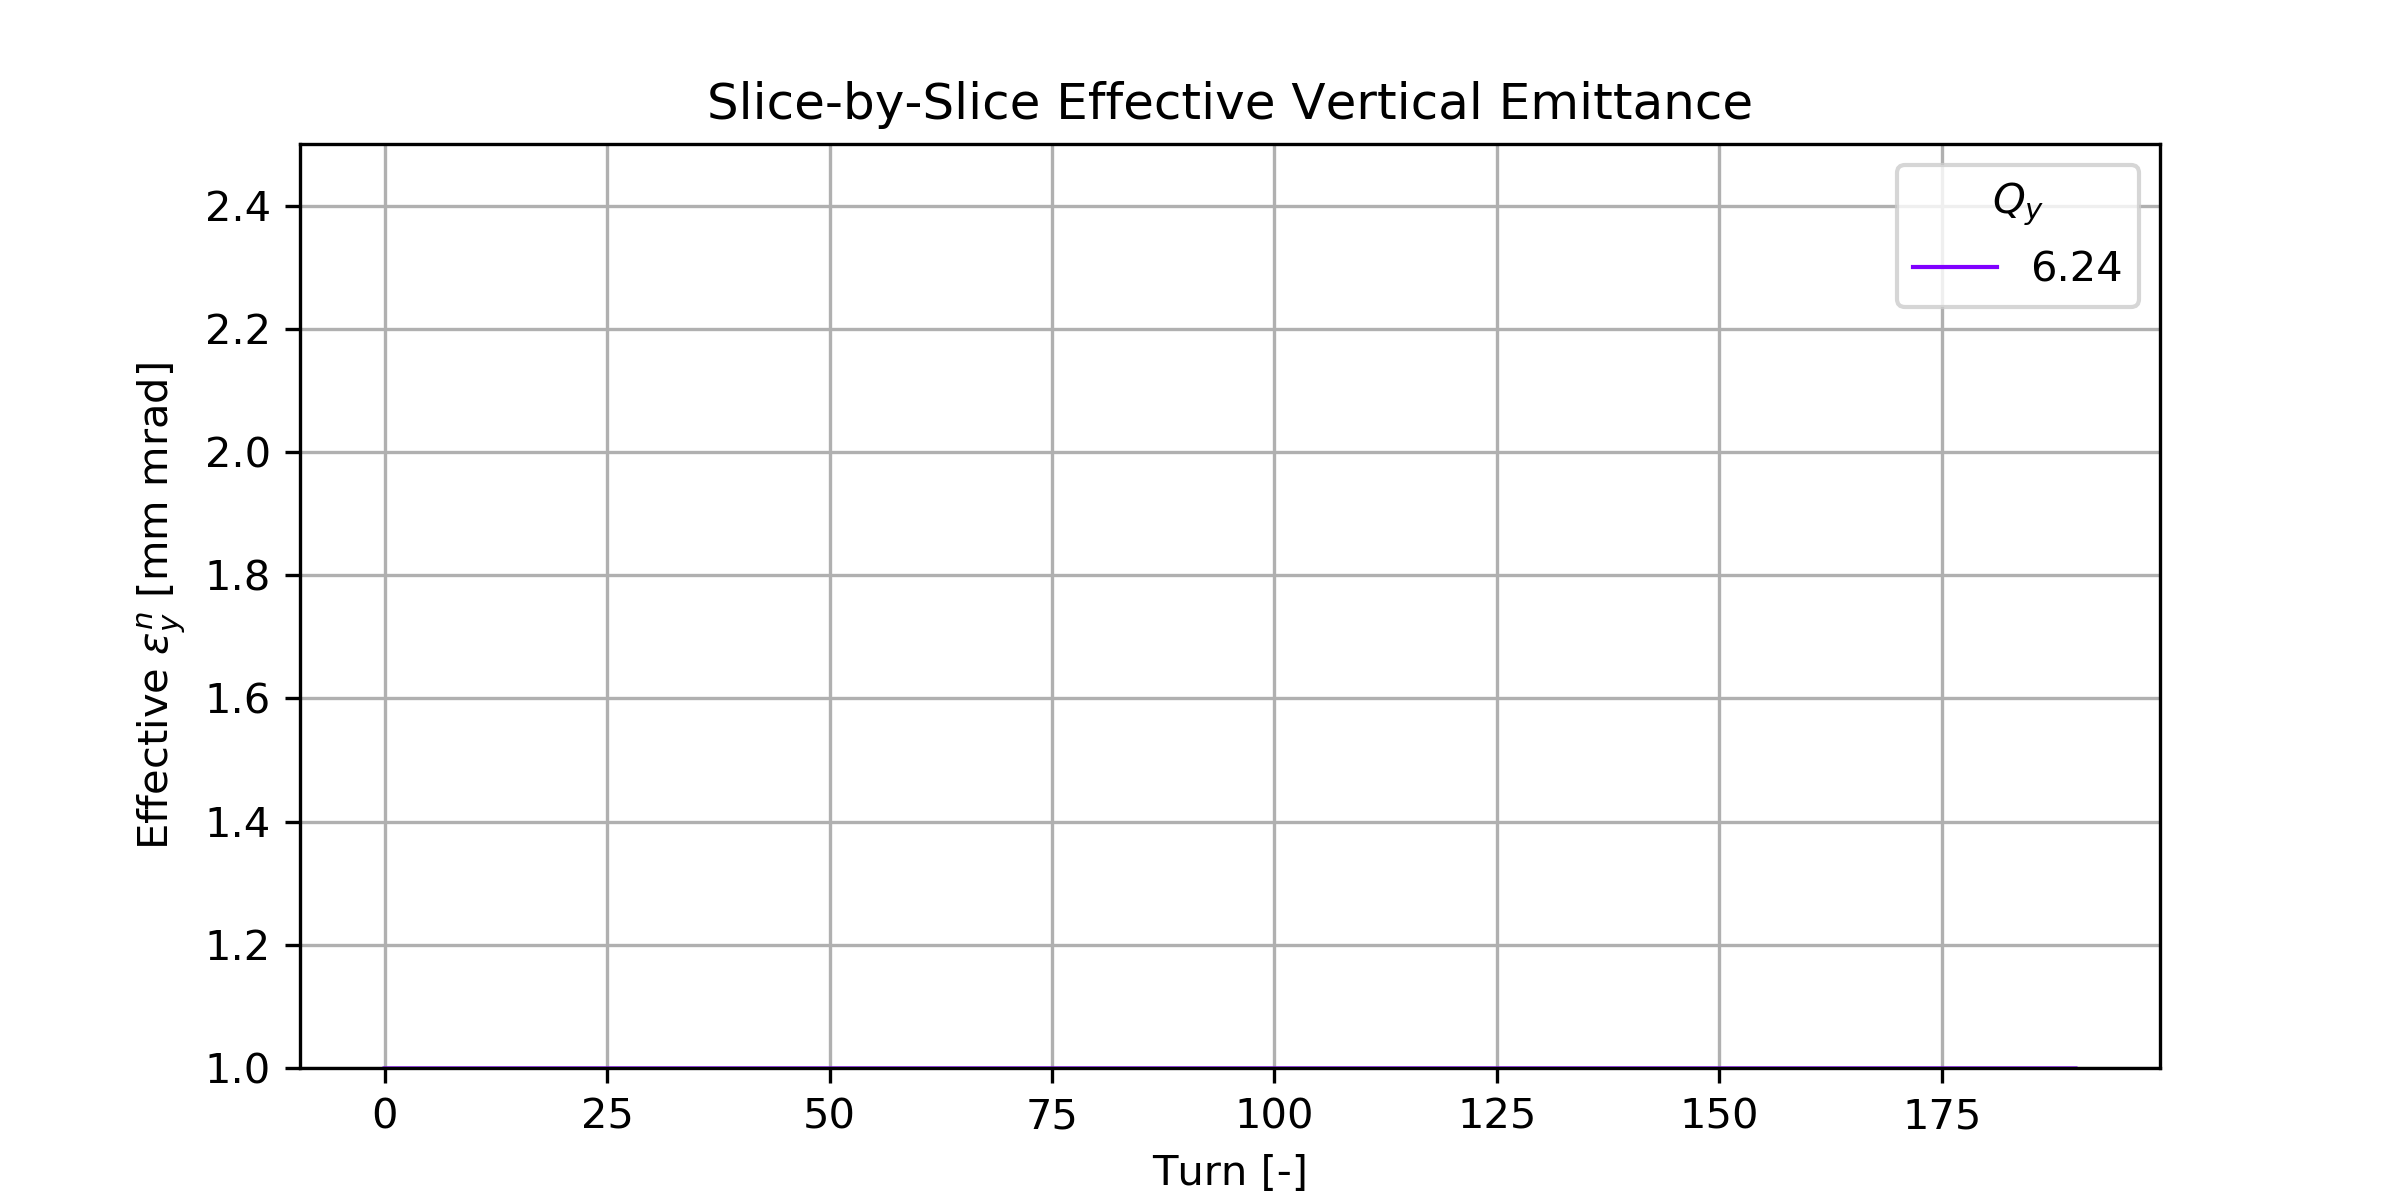 Slice-by-Slice Effective Vertical Emittance
Effective ε_y^n [mm mrad]
2.4
2.2
2.0
1.8
1.6
1.4
1.2
1.0
Q_y
6.24
0 25 50 75 100 125 150 175
Turn [-]